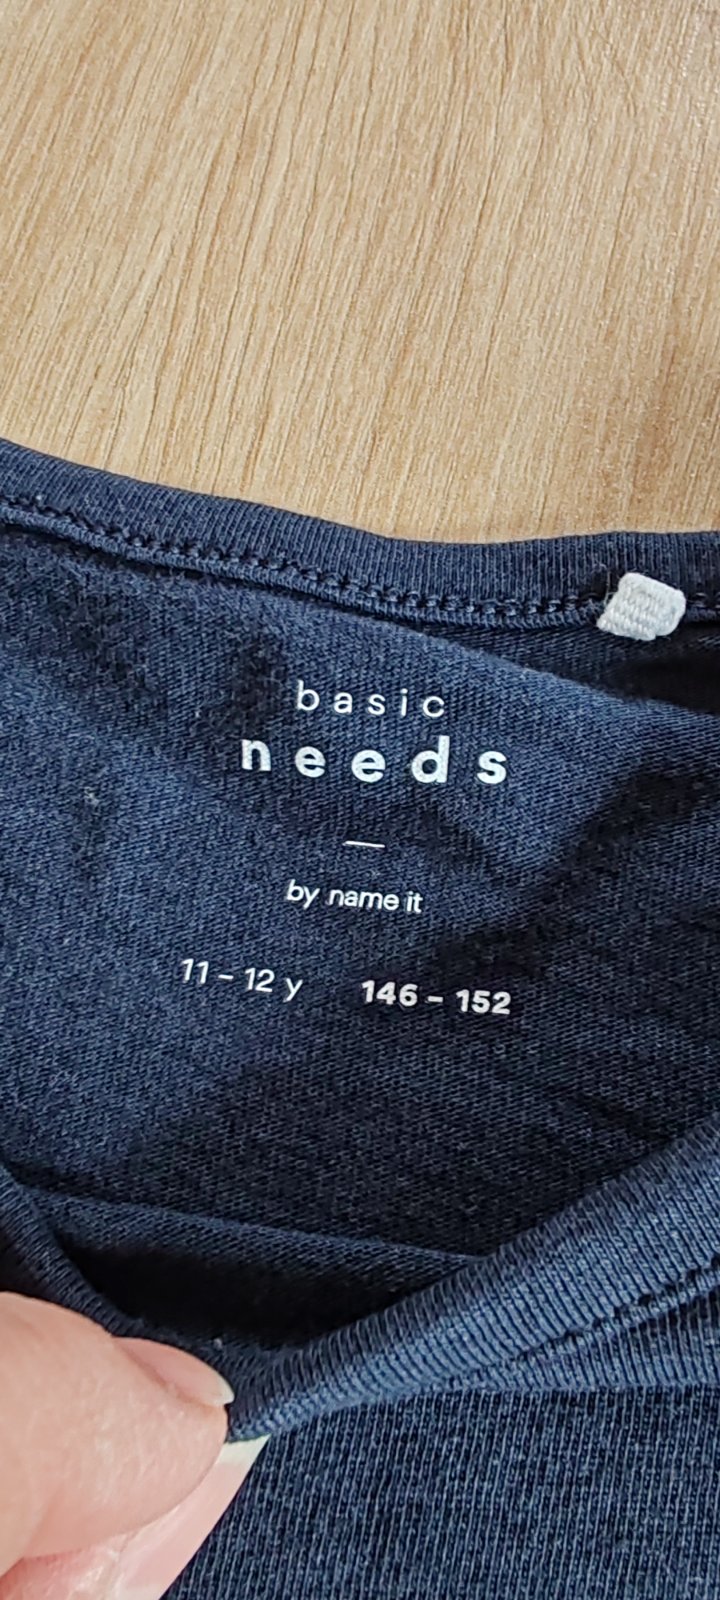 basic
needs
by name it
11 - 12 y 146 - 152